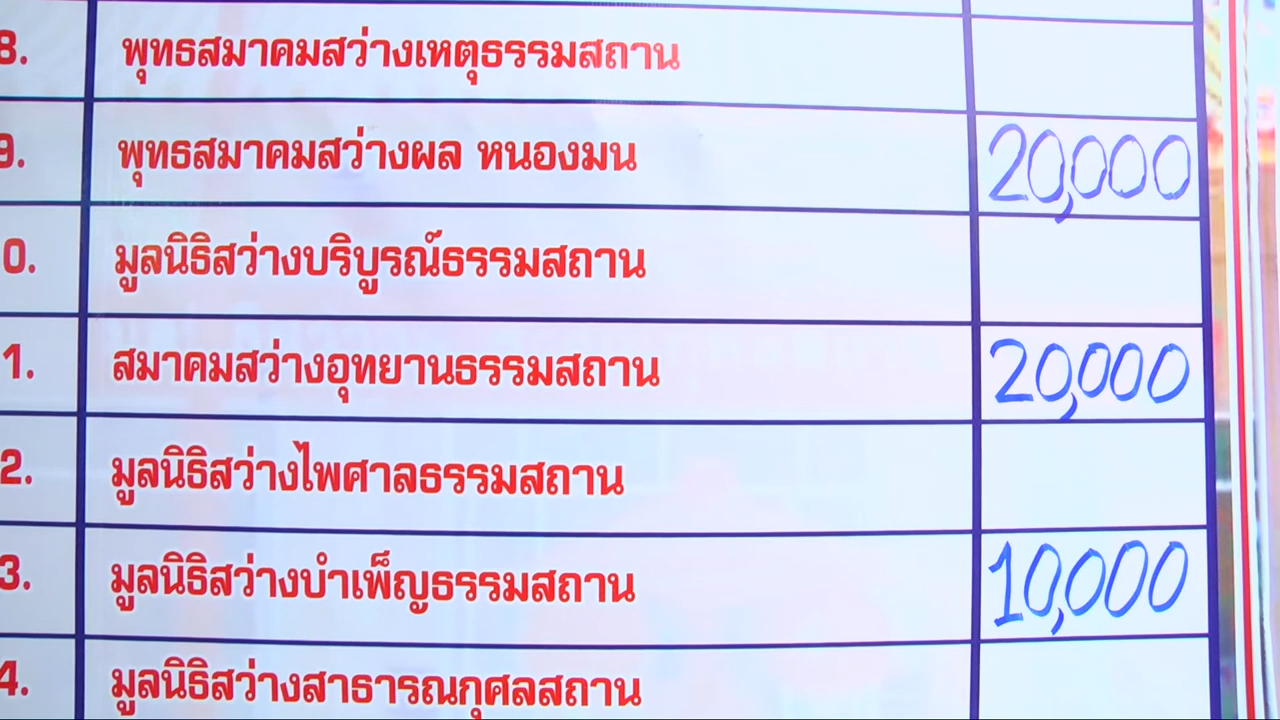 8. พุทธสมาคมสว่างเหตุธรรมสถาน
9. พุทธสมาคมสว่างผล หนองมน 20,000
0. มูลนิธิสว่างบริบูรณ์ธรรมสถาน
1. สมาคมสว่างอุทยานธรรมสถาน 20,000
2. มูลนิธิสว่างไพศาลธรรมสถาน
3. มูลนิธิสว่างบำเพ็ญธรรมสถาน 10,000
4. มูลนิธิสว่างสาธารณกุศลสถาน